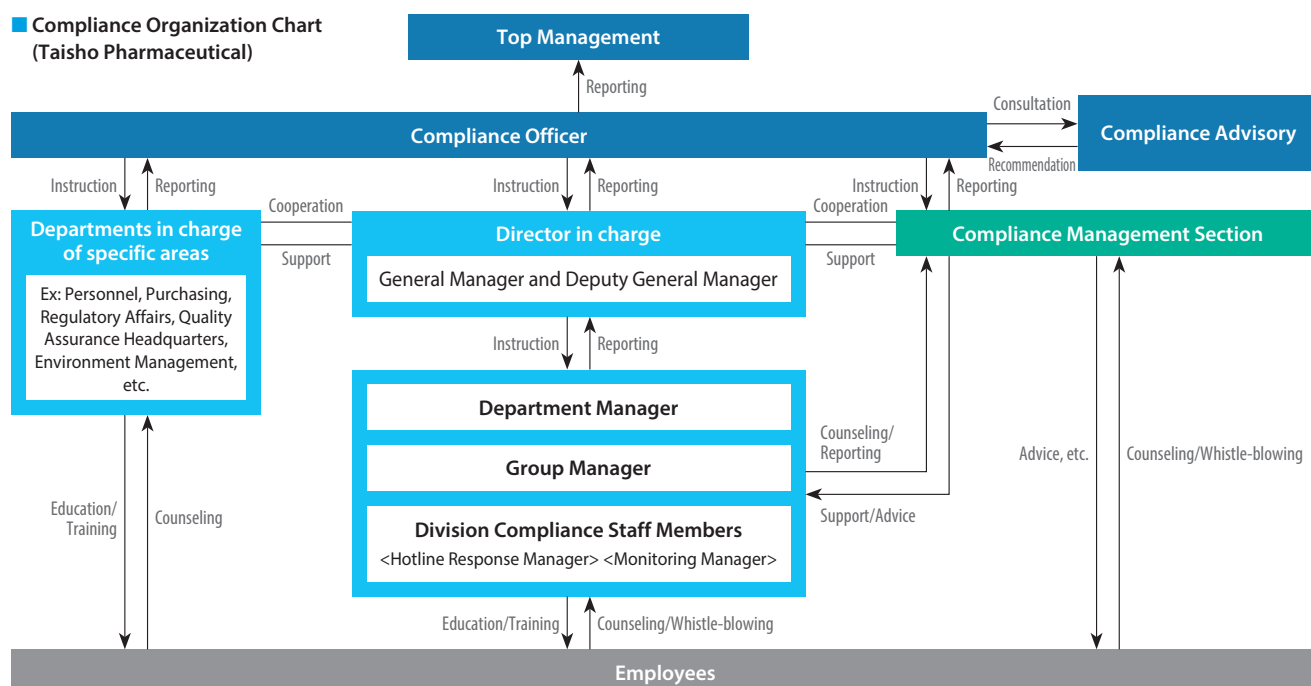 Compliance Organization Chart
(Taisho Pharmaceutical)
Top Management
Reporting
Consultation
Compliance Officer
Compliance Advisory
Recommendation
Instruction
Reporting
Instruction
Reporting
Instruction
Reporting
Cooperation
Cooperation
Departments in charge
of specific areas
Director in charge
Compliance Management Section
Support
Support
General Manager and Deputy General Manager
Ex: Personnel, Purchasing,
Regulatory Affairs, Quality
Assurance Headquarters,
Environment Management,
etc.
Instruction
Reporting
Department Manager
Group Manager
Division Compliance Staff Members
<Hotline Response Manager> <Monitoring Manager>
Counseling/
Reporting
Support/Advice
Advice, etc.
Counseling/Whistle-blowing
Education/
Training
Counseling
Education/Training
Counseling/Whistle-blowing
Employees